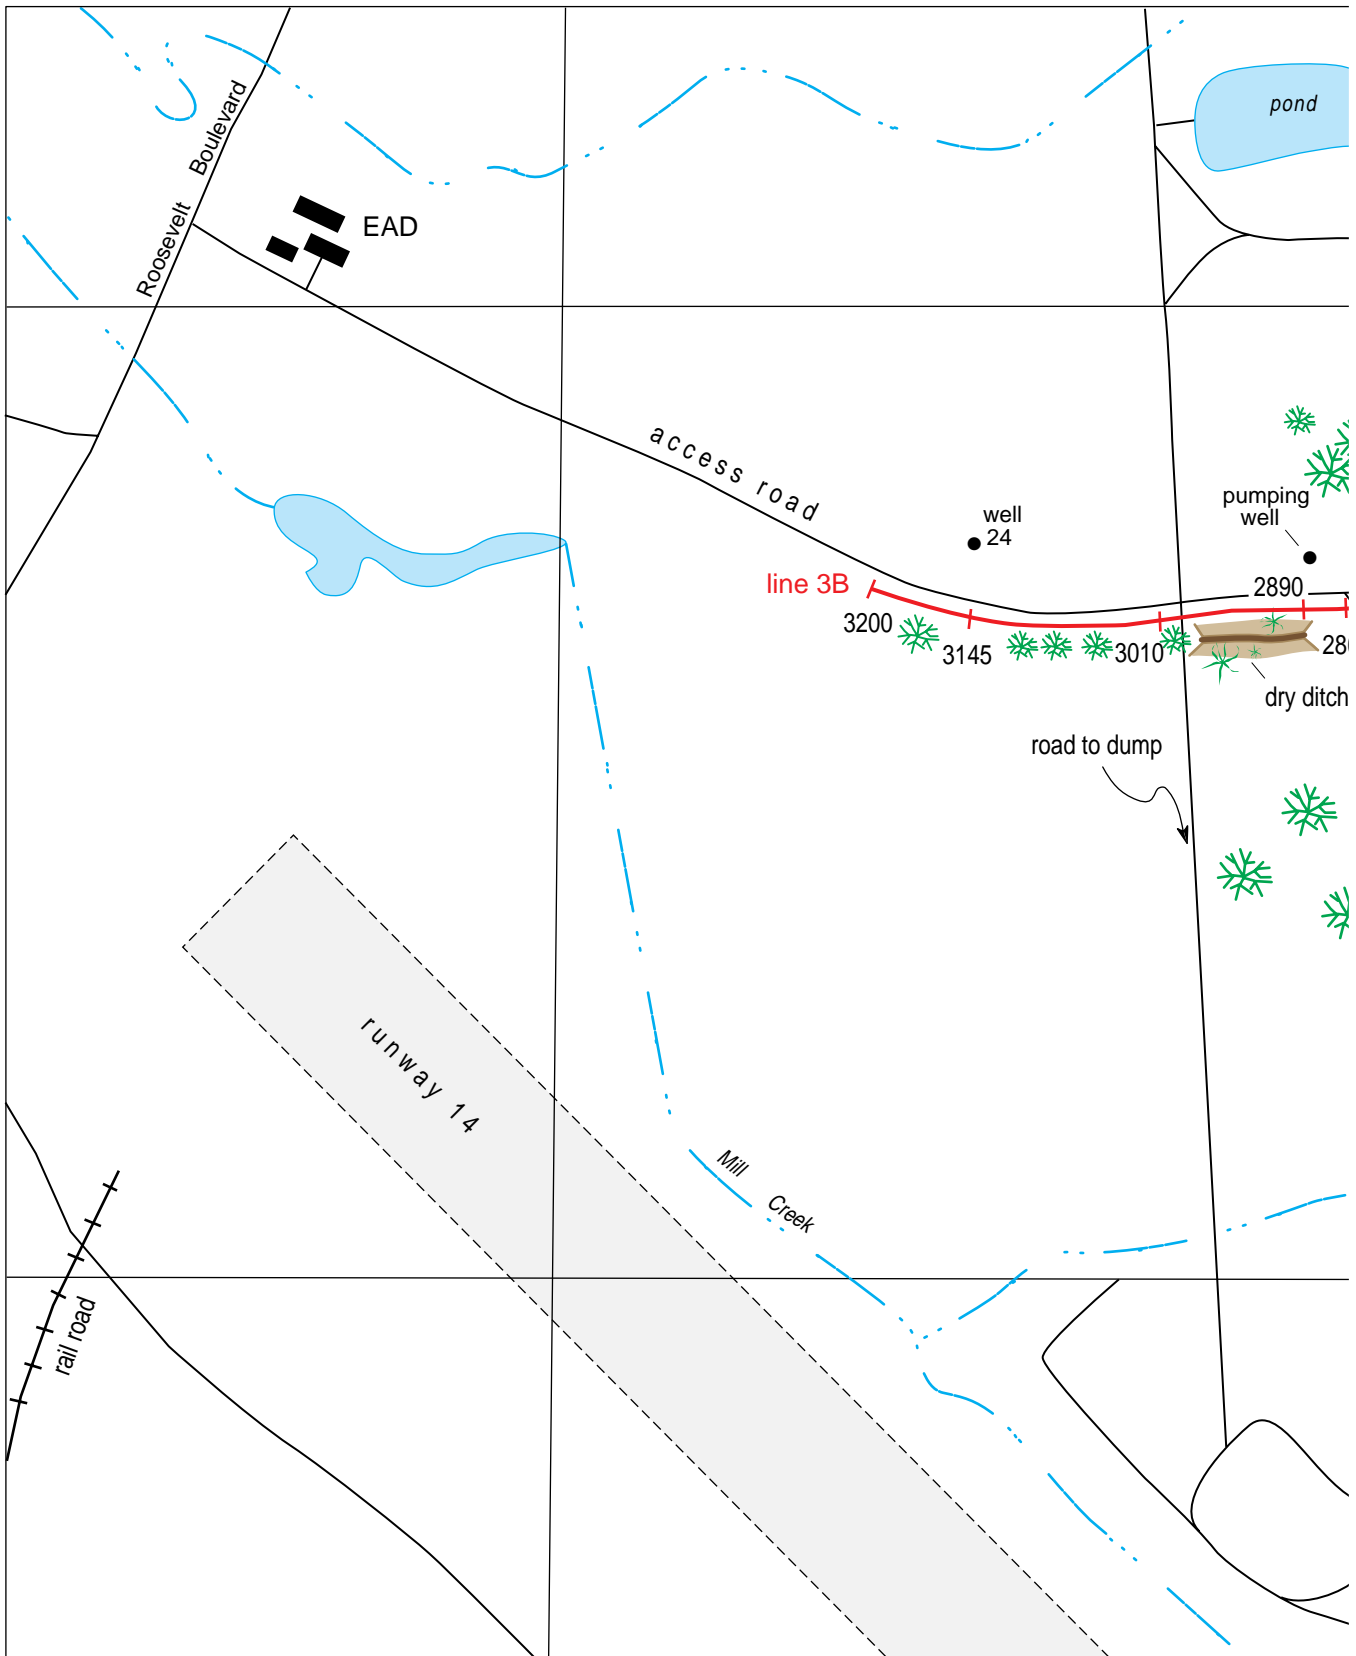 pond
Roosevelt Boulevard
EAD
access road
well
24
pumping
well
line 3B
2890
3200
3145
3010
dry ditch
road to dump
runway 14
Mill Creek
rail road